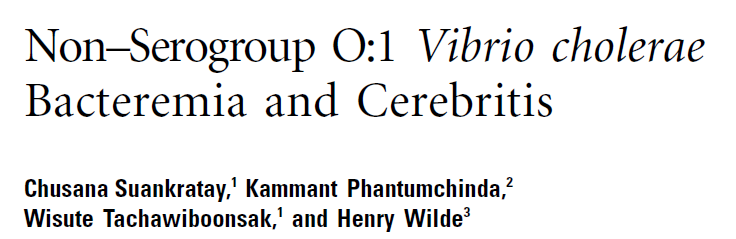 Non–Serogroup O:1 Vibrio cholerae
Bacteremia and Cerebritis
Chusana Suankratay,¹ Kammant Phantumchinda,²
Wisute Tachawiboonsak,¹ and Henry Wilde³